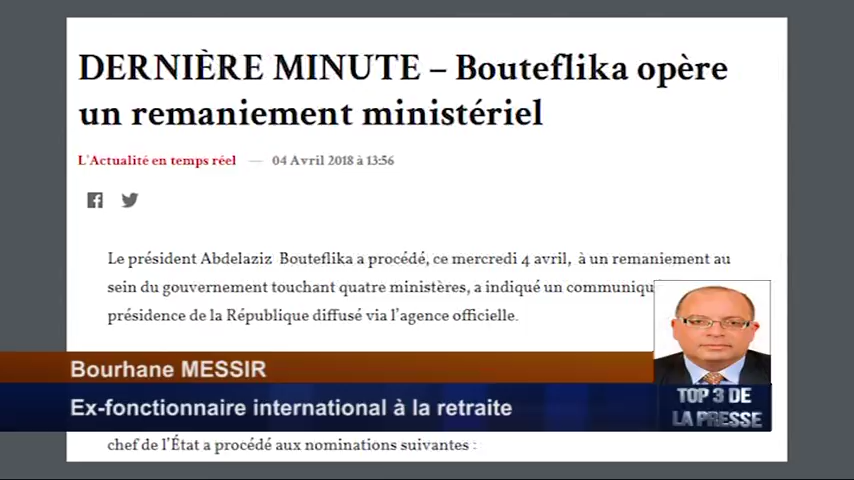 DERNIÈRE MINUTE – Bouteflika opère
un remaniement ministériel
L'Actualité en temps réel — 04 Avril 2018 à 13:56
Le président Abdelaziz Bouteflika a procédé, ce mercredi 4 avril, à un remaniement au
sein du gouvernement touchant quatre ministères, a indiqué un
présidence de la République diffusé via l'agence officielle.
Bourhane MESSIR
Ex-fonctionnaire international à la retraite
TOP 3 DE
LA PRESSE
chef de l'État a procédé aux nominations suivantes :